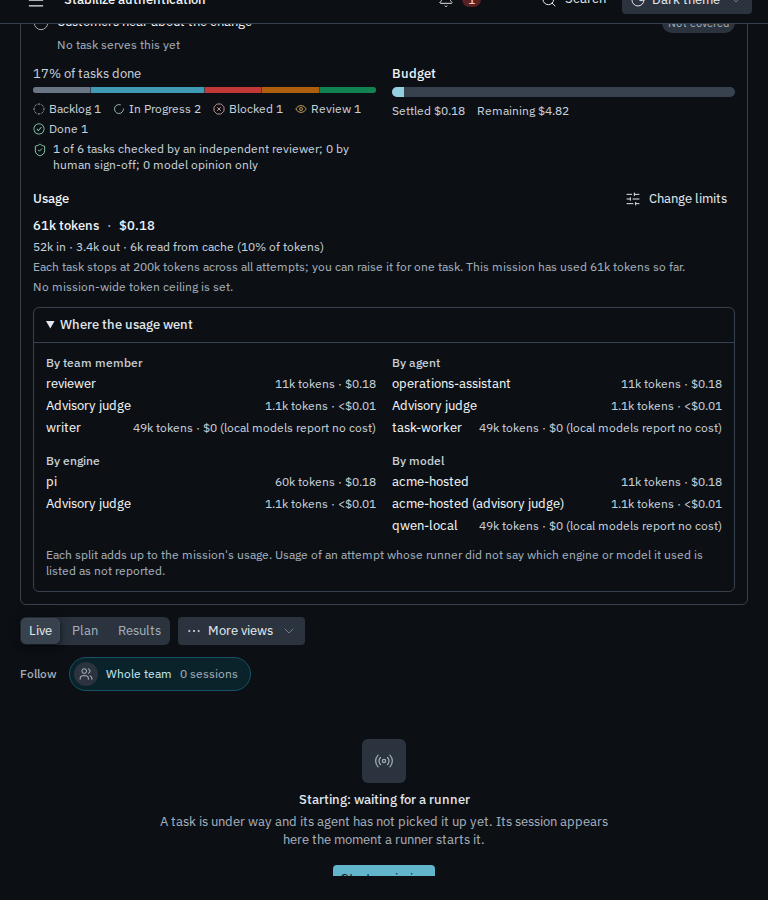 Stabilize authentication
1
Search
Dark theme
Customers hear about the change
Not covered
No task serves this yet
17% of tasks done
Backlog 1
In Progress 2
Blocked 1
Review 1
Done 1
1 of 6 tasks checked by an independent reviewer; 0 by
human sign-off; 0 model opinion only
Budget
Settled $0.18 Remaining $4.82
Usage
Change limits
61k tokens · $0.18
52k in · 3.4k out · 6k read from cache (10% of tokens)
Each task stops at 200k tokens across all attempts; you can raise it for one task. This mission has used 61k tokens so far.
No mission-wide token ceiling is set.
▼ Where the usage went
By team member
reviewer 11k tokens · $0.18
Advisory judge 1.1k tokens · <$0.01
writer 49k tokens · $0 (local models report no cost)
By agent
operations-assistant 11k tokens · $0.18
Advisory judge 1.1k tokens · <$0.01
task-worker 49k tokens · $0 (local models report no cost)
By engine
pi 60k tokens · $0.18
Advisory judge 1.1k tokens · <$0.01
By model
acme-hosted 11k tokens · $0.18
acme-hosted (advisory judge) 1.1k tokens · <$0.01
qwen-local 49k tokens · $0 (local models report no cost)
Each split adds up to the mission's usage. Usage of an attempt whose runner did not say which engine or model it used is
listed as not reported.
Live Plan Results
More views
Follow
Whole team 0 sessions
Starting: waiting for a runner
A task is under way and its agent has not picked it up yet. Its session appears
here the moment a runner starts it.